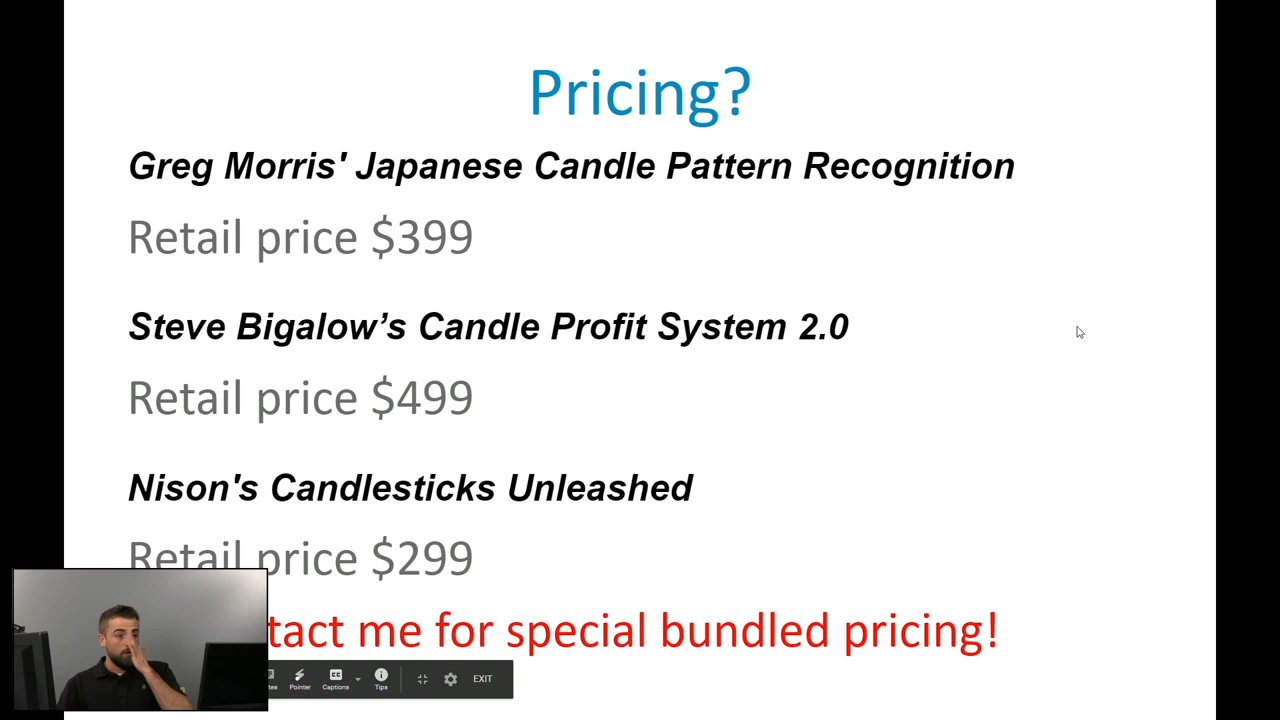 Pricing?
Greg Morris' Japanese Candle Pattern Recognition
Retail price $399
Steve Bigalow’s Candle Profit System 2.0
Retail price $499
Nison's Candlesticks Unleashed
Retail price $299
me for special bundled pricing!
Pointer Captions Tips EXIT